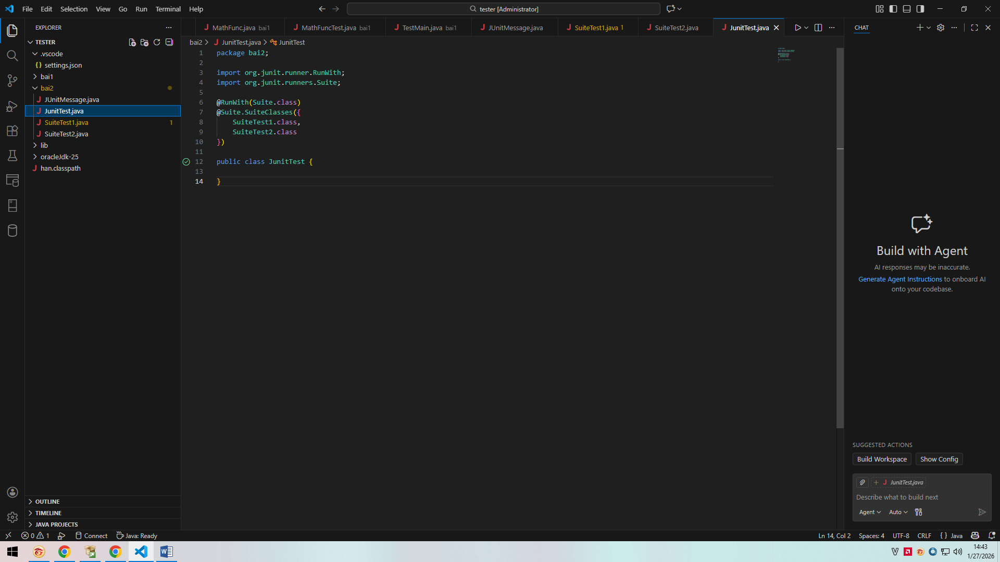 File Edit Selection View Go Run Terminal Help
tester [Administrator]
EXPLORER
TESTER
.vscode
{} settings.json
bai1
bai2
JUnitMessage.java
JunitTest.java
SuiteTest1.java 1
SuiteTest2.java
lib
oracleJdk-25
han.classpath
OUTLINE
TIMELINE
JAVA PROJECTS
MathFunc.java bai1
MathFuncTest.java bai1
TestMain.java bai1
JUnitMessage.java
SuiteTest1.java 1
SuiteTest2.java
JunitTest.java
bai2 > JunitTest.java > JunitTest
1 package bai2;
2
3 import org.junit.runner.RunWith;
4 import org.junit.runners.Suite;
5
6 @RunWith(Suite.class)
7 @Suite.SuiteClasses({
8 SuiteTest1.class,
9 SuiteTest2.class
10 })
11
12 public class JunitTest {
13
14 }
CHAT
Build with Agent
AI responses may be inaccurate.
Generate Agent Instructions to onboard AI
onto your codebase.
SUGGESTED ACTIONS
Build Workspace Show Config
JunitTest.java
Describe what to build next
Agent Auto
0 1 Connect Java: Ready
Ln 14, Col 2 Spaces: 4 UTF-8 CRLF {} Java
14:43
1/27/2026